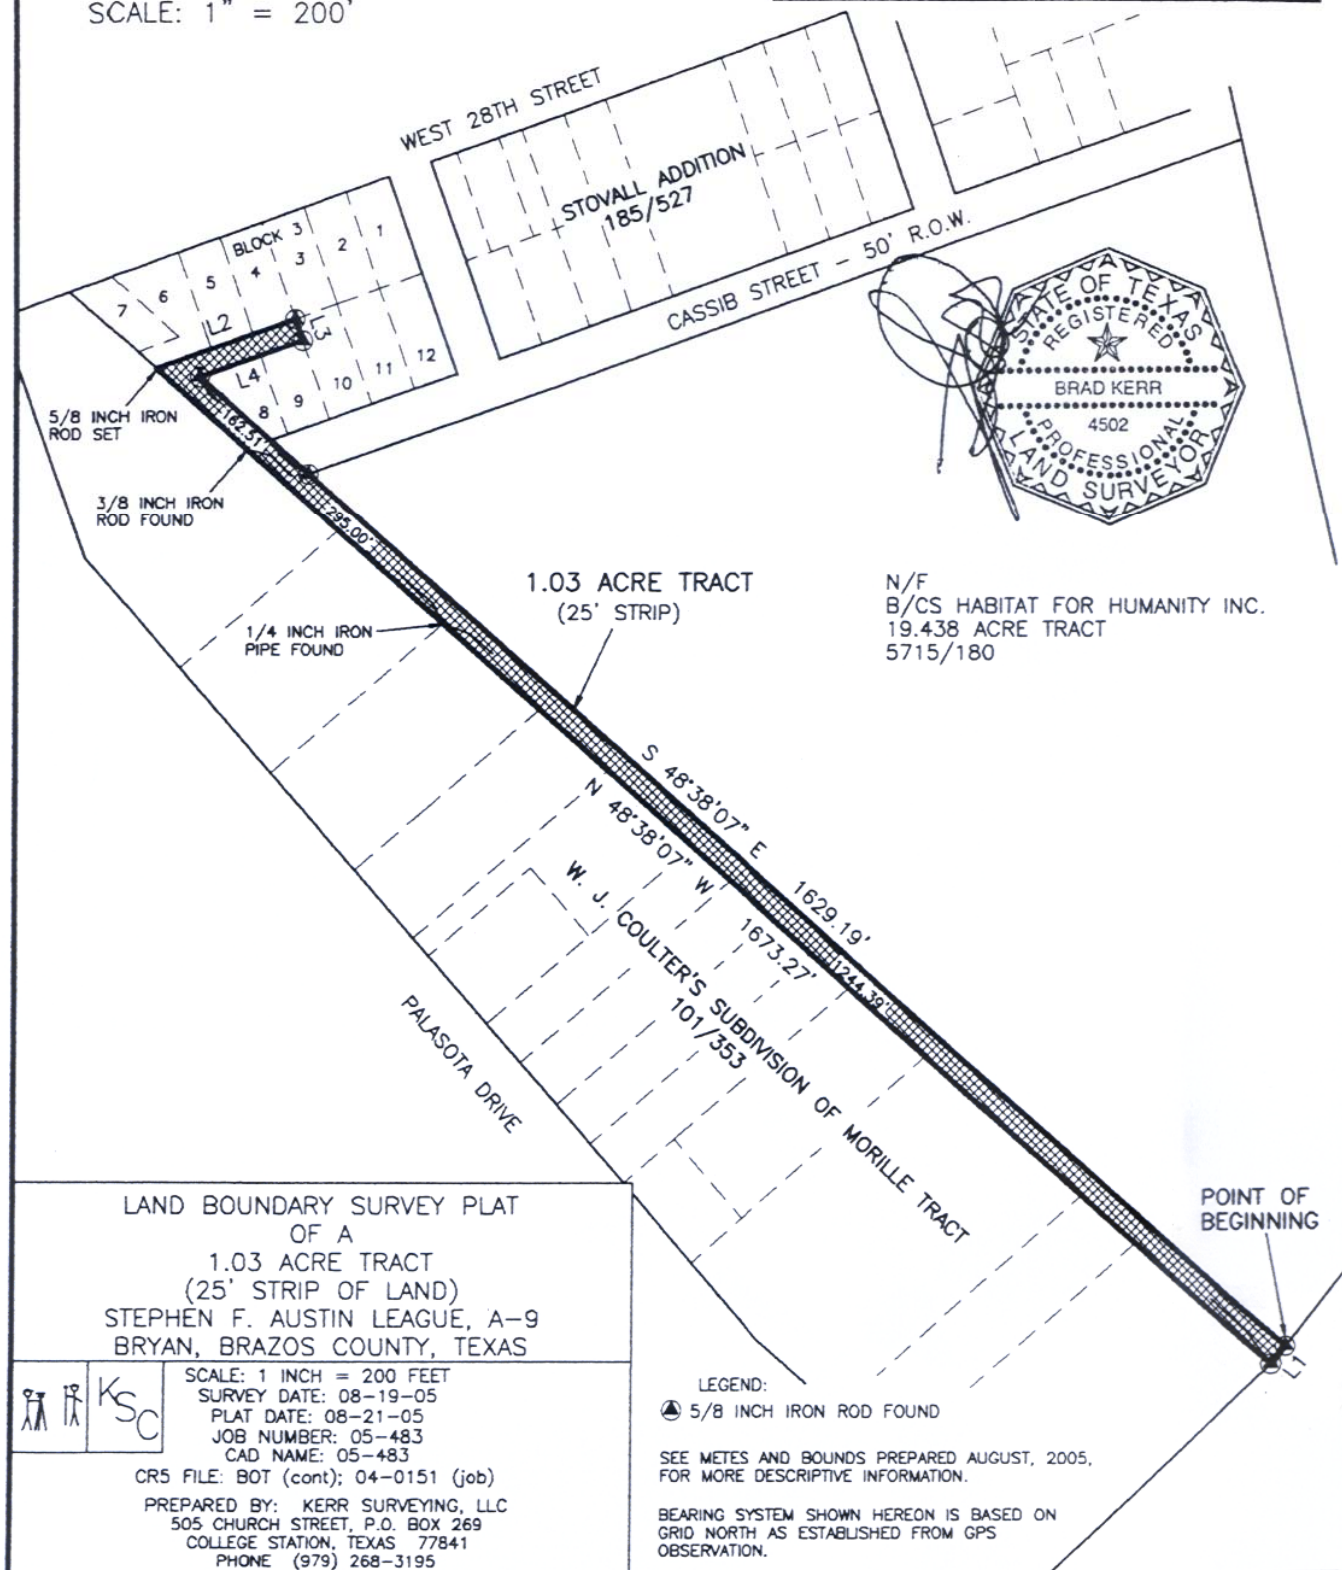 SCALE: 1" = 200'
WEST 28TH STREET
STOVALL ADDITION
185/527
CASSIB STREET - 50' R.O.W.
BLOCK 3
1
2
3
4
5
6
7
L2
L3
L4
8
9
10
11
12
5/8 INCH IRON
ROD SET
162.51'
3/8 INCH IRON
ROD FOUND
295.00'
STATE OF TEXAS
REGISTERED
BRAD KERR
4502
PROFESSIONAL
LAND SURVEYOR
1.03 ACRE TRACT
(25' STRIP)
N/F
B/CS HABITAT FOR HUMANITY INC.
19.438 ACRE TRACT
5715/180
1/4 INCH IRON
PIPE FOUND
S 48°38'07" E
1629.19'
N 48°38'07" W
1673.27'
1244.39'
W. J. COULTER'S SUBDIVISION OF MORILLE TRACT
101/353
PALASOTA DRIVE
POINT OF
BEGINNING
L1
LAND BOUNDARY SURVEY PLAT
OF A
1.03 ACRE TRACT
(25' STRIP OF LAND)
STEPHEN F. AUSTIN LEAGUE, A-9
BRYAN, BRAZOS COUNTY, TEXAS
KSC
SCALE: 1 INCH = 200 FEET
SURVEY DATE: 08-19-05
PLAT DATE: 08-21-05
JOB NUMBER: 05-483
CAD NAME: 05-483
CR5 FILE: BOT (cont); 04-0151 (job)
PREPARED BY: KERR SURVEYING, LLC
505 CHURCH STREET, P.O. BOX 269
COLLEGE STATION, TEXAS 77841
PHONE (979) 268-3195
LEGEND:
5/8 INCH IRON ROD FOUND
SEE METES AND BOUNDS PREPARED AUGUST, 2005,
FOR MORE DESCRIPTIVE INFORMATION.
BEARING SYSTEM SHOWN HEREON IS BASED ON
GRID NORTH AS ESTABLISHED FROM GPS
OBSERVATION.